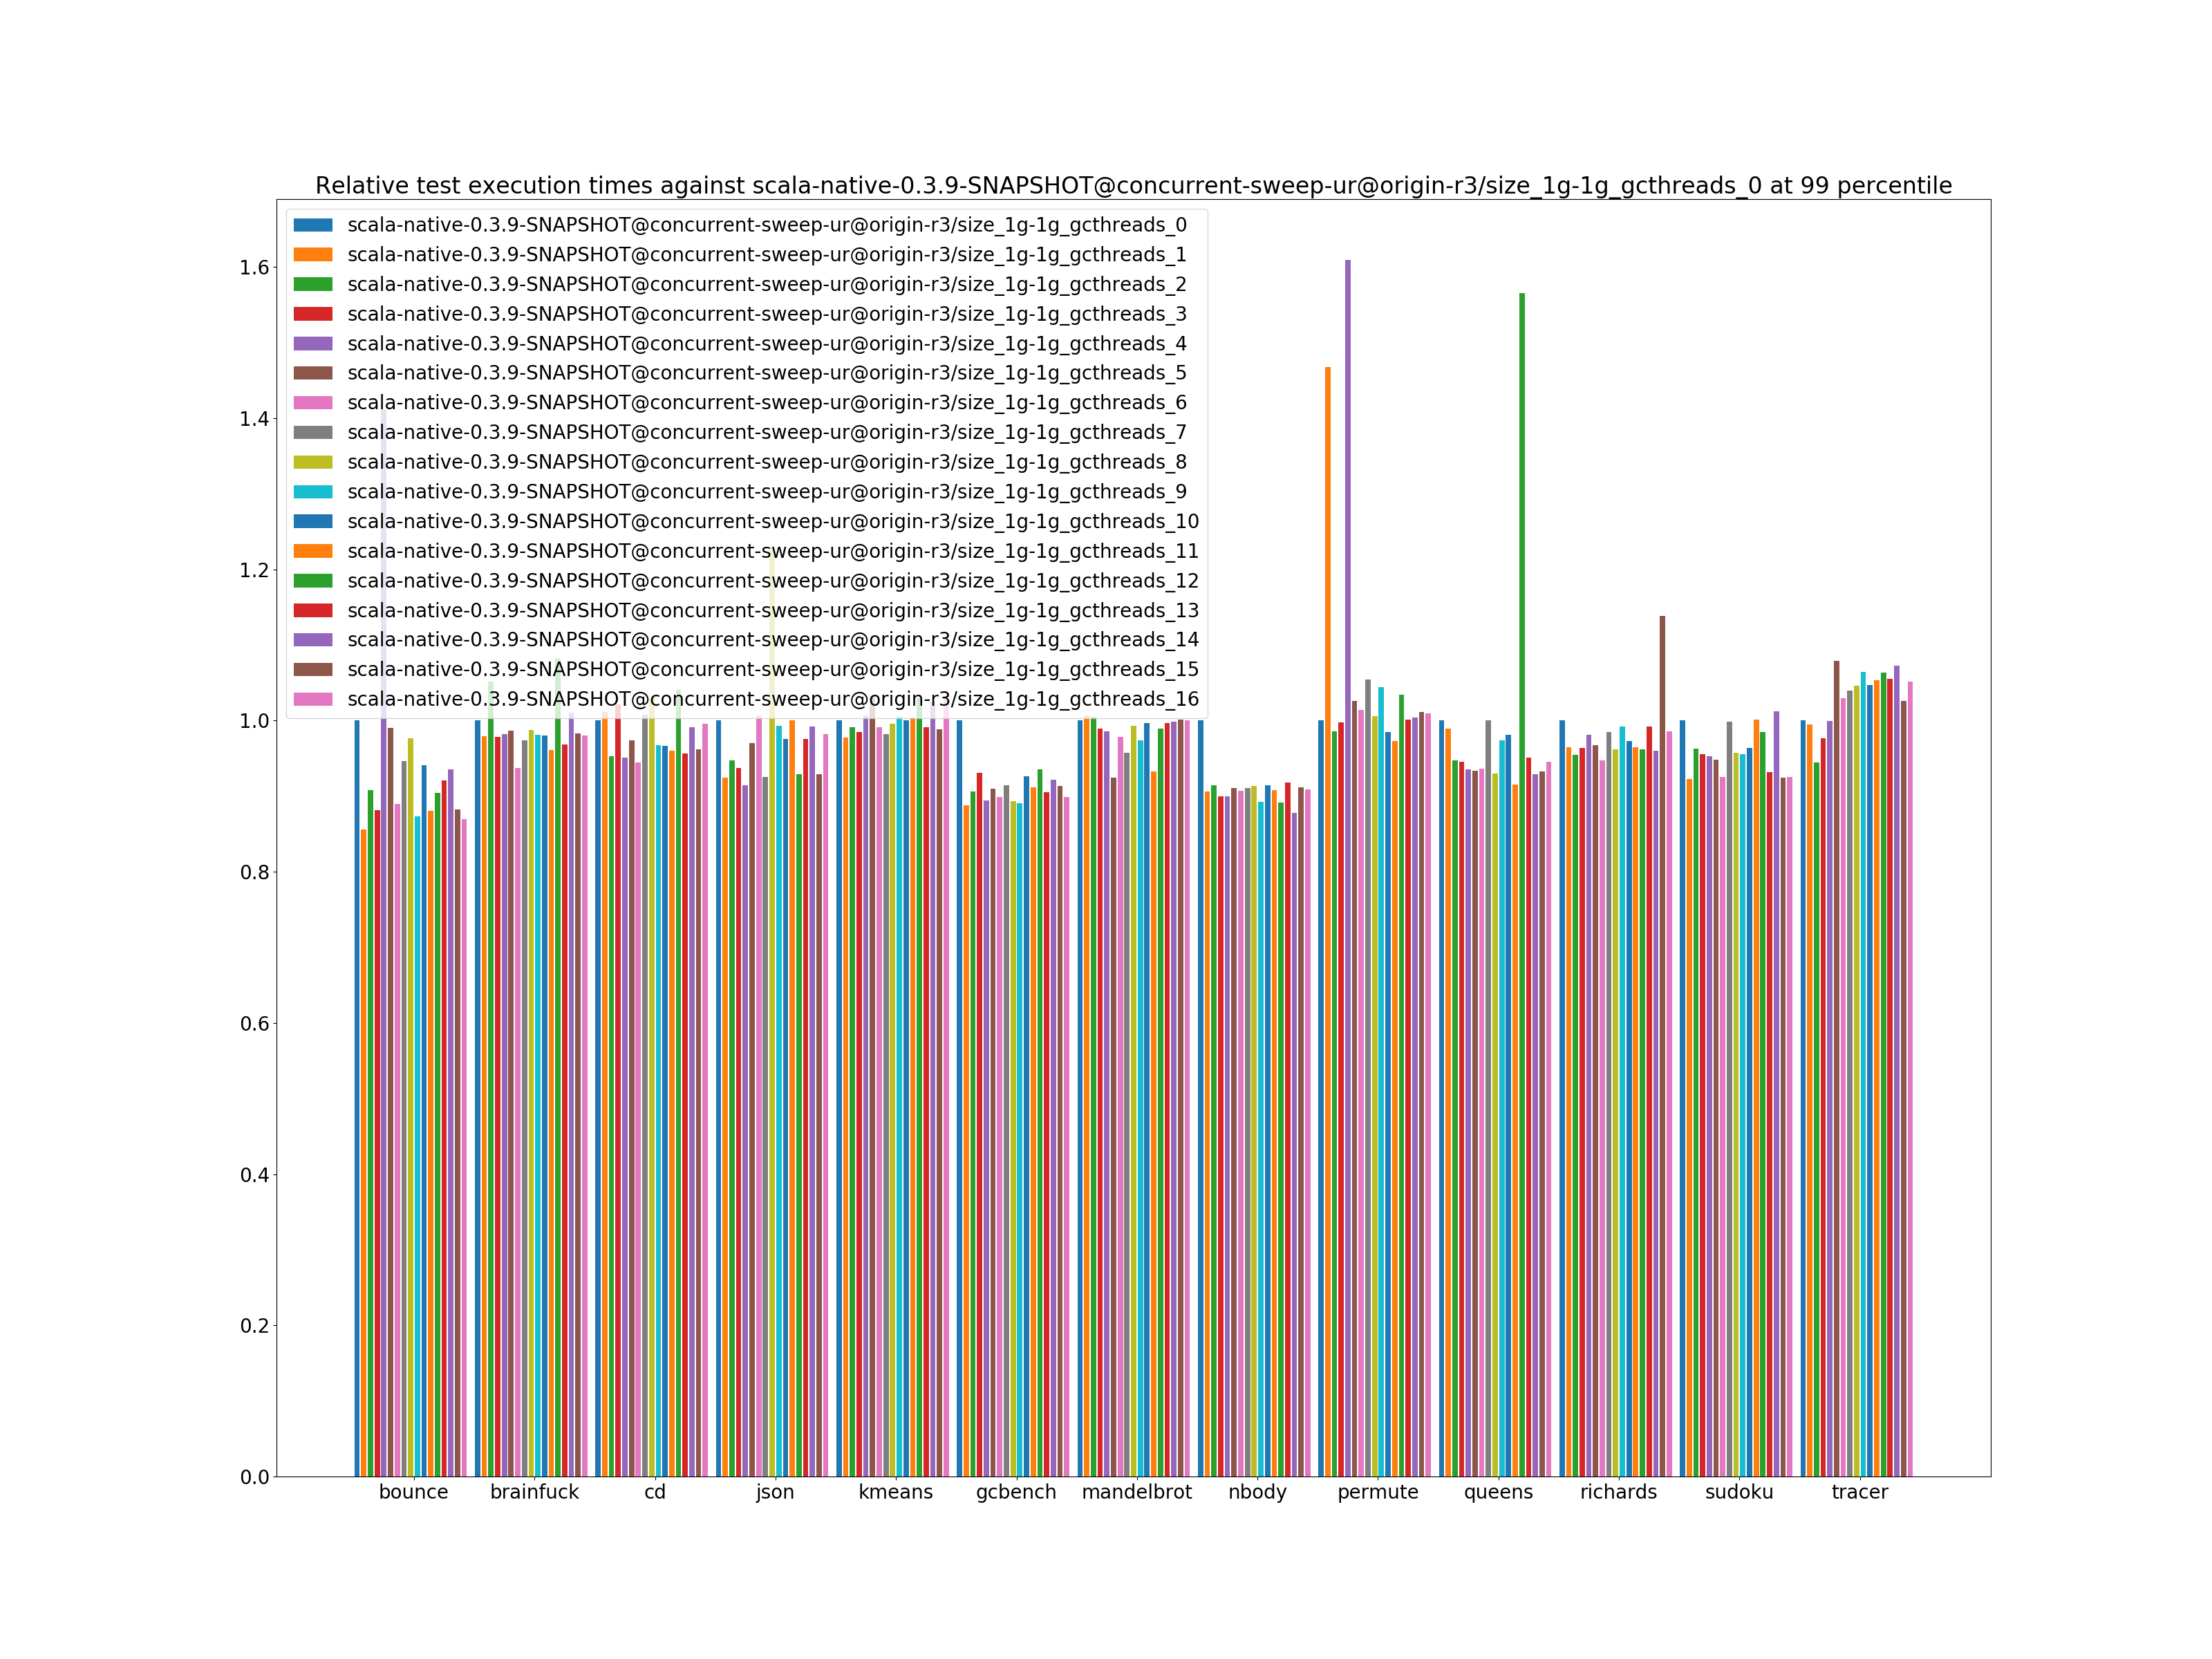 Relative test execution times against scala-native-0.3.9-SNAPSHOT@concurrent-sweep-ur@origin-r3/size_1g-1g_gcthreads_0 at 99 percentile
scala-native-0.3.9-SNAPSHOT@concurrent-sweep-ur@origin-r3/size_1g-1g_gcthreads_0
scala-native-0.3.9-SNAPSHOT@concurrent-sweep-ur@origin-r3/size_1g-1g_gcthreads_1
scala-native-0.3.9-SNAPSHOT@concurrent-sweep-ur@origin-r3/size_1g-1g_gcthreads_2
scala-native-0.3.9-SNAPSHOT@concurrent-sweep-ur@origin-r3/size_1g-1g_gcthreads_3
scala-native-0.3.9-SNAPSHOT@concurrent-sweep-ur@origin-r3/size_1g-1g_gcthreads_4
scala-native-0.3.9-SNAPSHOT@concurrent-sweep-ur@origin-r3/size_1g-1g_gcthreads_5
scala-native-0.3.9-SNAPSHOT@concurrent-sweep-ur@origin-r3/size_1g-1g_gcthreads_6
scala-native-0.3.9-SNAPSHOT@concurrent-sweep-ur@origin-r3/size_1g-1g_gcthreads_7
scala-native-0.3.9-SNAPSHOT@concurrent-sweep-ur@origin-r3/size_1g-1g_gcthreads_8
scala-native-0.3.9-SNAPSHOT@concurrent-sweep-ur@origin-r3/size_1g-1g_gcthreads_9
scala-native-0.3.9-SNAPSHOT@concurrent-sweep-ur@origin-r3/size_1g-1g_gcthreads_10
scala-native-0.3.9-SNAPSHOT@concurrent-sweep-ur@origin-r3/size_1g-1g_gcthreads_11
scala-native-0.3.9-SNAPSHOT@concurrent-sweep-ur@origin-r3/size_1g-1g_gcthreads_12
scala-native-0.3.9-SNAPSHOT@concurrent-sweep-ur@origin-r3/size_1g-1g_gcthreads_13
scala-native-0.3.9-SNAPSHOT@concurrent-sweep-ur@origin-r3/size_1g-1g_gcthreads_14
scala-native-0.3.9-SNAPSHOT@concurrent-sweep-ur@origin-r3/size_1g-1g_gcthreads_15
scala-native-0.3.9-SNAPSHOT@concurrent-sweep-ur@origin-r3/size_1g-1g_gcthreads_16
1.6
1.4
1.2
1.0
0.8
0.6
0.4
0.2
0.0
bounce brainfuck cd json kmeans gcbench mandelbrot nbody permute queens richards sudoku tracer